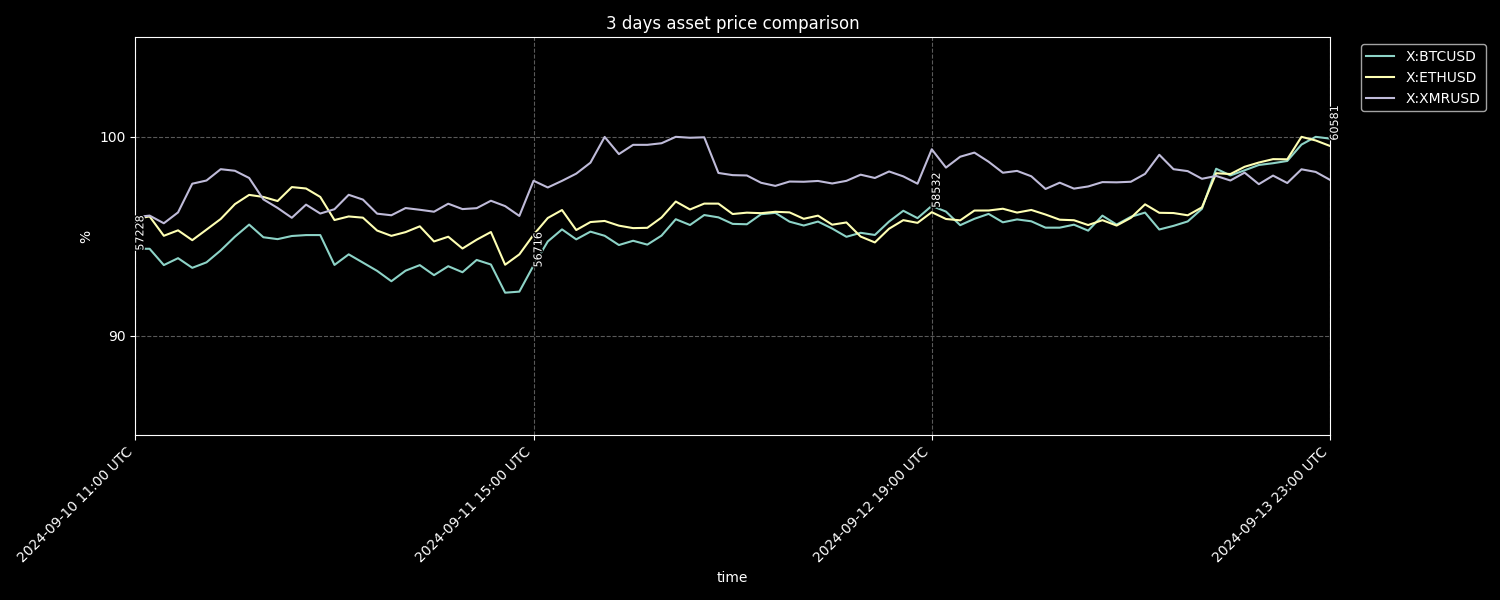 3 days asset price comparison
X:BTCUSD
X:ETHUSD
X:XMRUSD
100
90
%
57228
56716
58532
60581
2024-09-10 11:00 UTC
2024-09-11 15:00 UTC
2024-09-12 19:00 UTC
2024-09-13 23:00 UTC
time